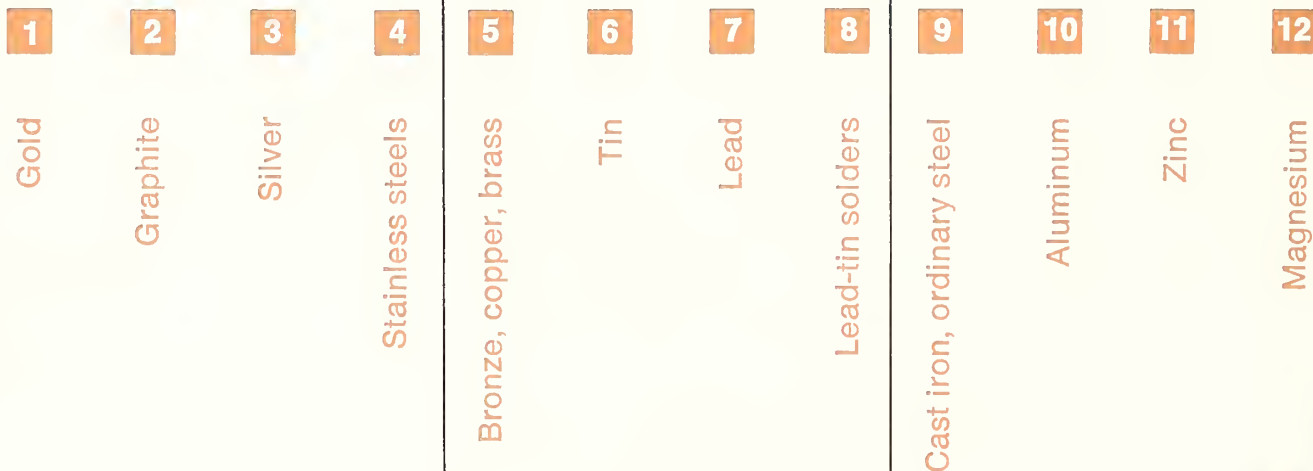 1 2 3 4 5 6 7 8 9 10 11 12
Gold
Graphite
Silver
Stainless steels
Bronze, copper, brass
Tin
Lead
Lead-tin solders
Cast iron, ordinary steel
Aluminum
Zinc
Magnesium